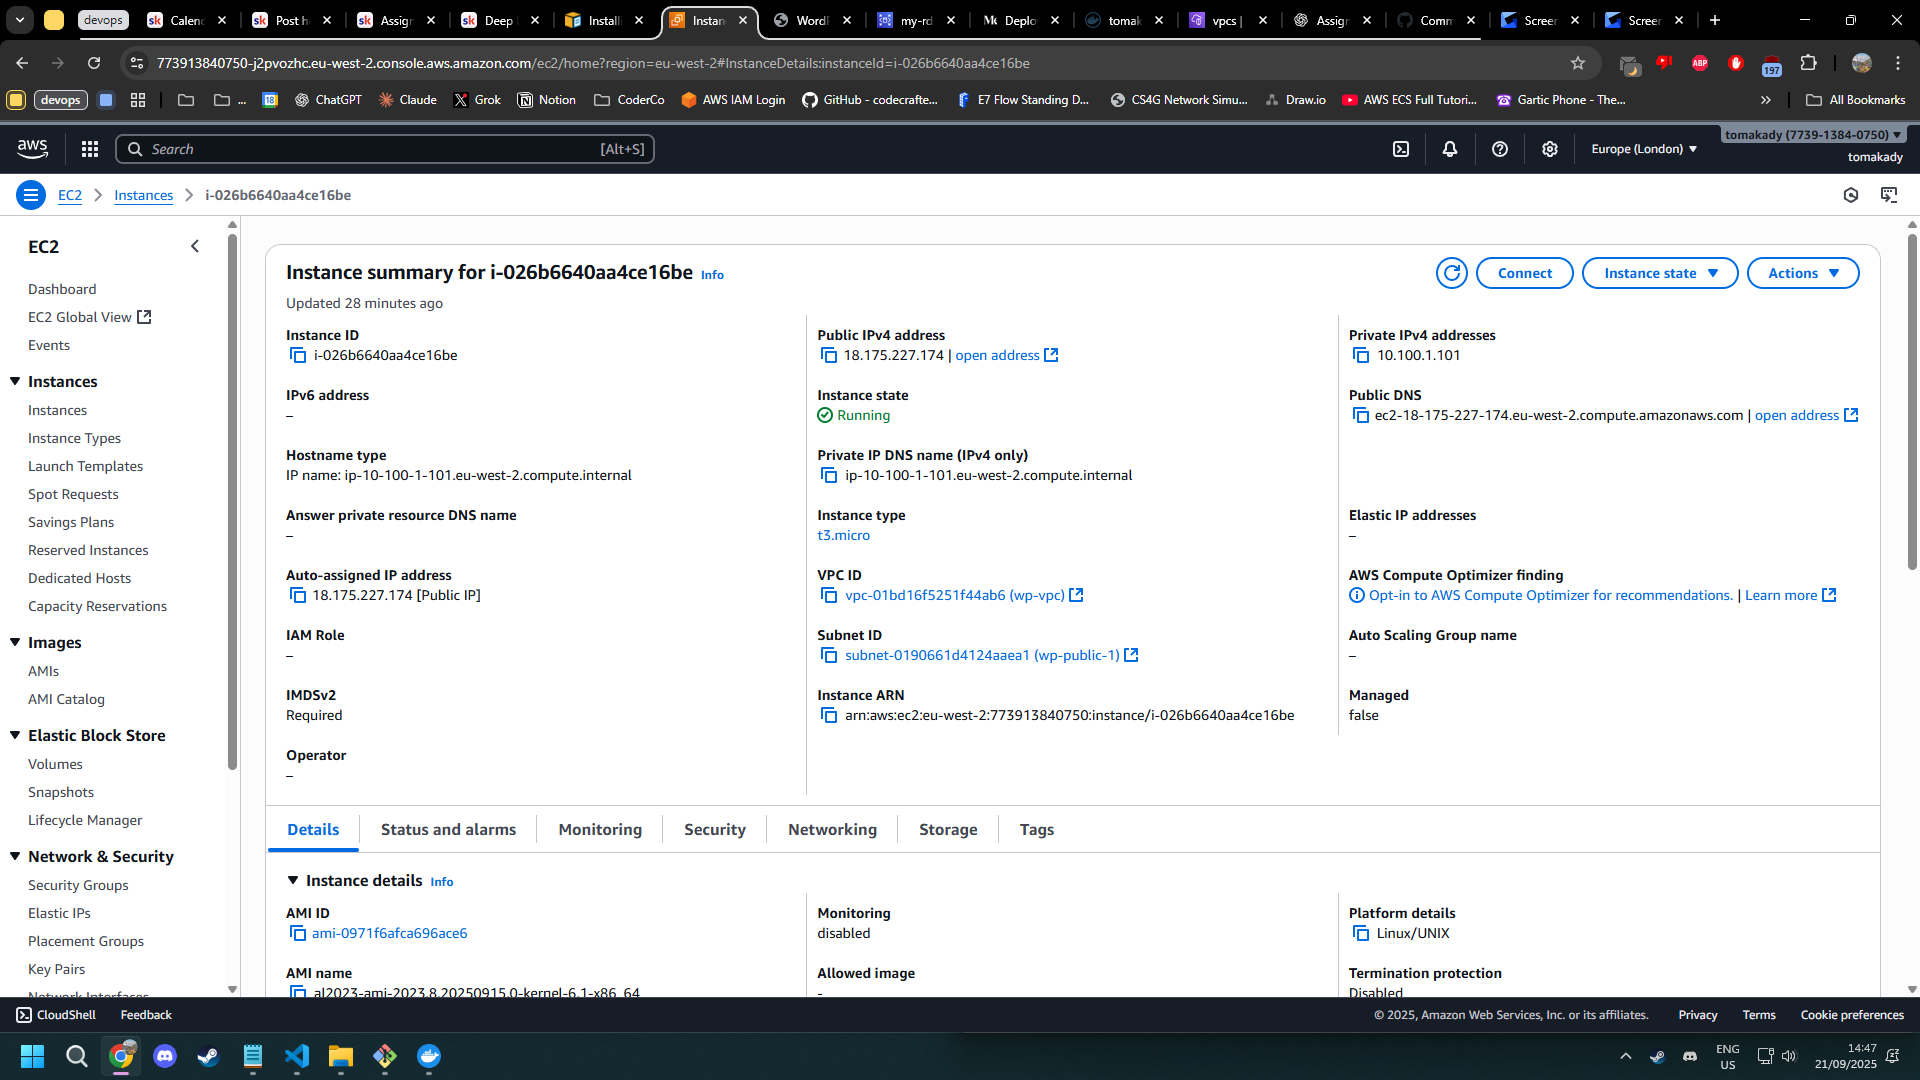 devops
Calenc
Post h
Assign
Deep
Installi
Instan
WordP
my-rd
Deplo
tomak
vpcs |
Assign
Comm
Screen
Screen
773913840750-j2pvozhc.eu-west-2.console.aws.amazon.com/ec2/home?region=eu-west-2#InstanceDetails:instanceId=i-026b6640aa4ce16be
ABP
197
devops
...
18
ChatGPT
Claude
Grok
Notion
CoderCo
AWS IAM Login
GitHub - codecrafte...
E7 Flow Standing D...
CS4G Network Simu...
Draw.io
AWS ECS Full Tutori...
Gartic Phone - The...
All Bookmarks
aws
Search
[Alt+S]
Europe (London)
tomakady (7739-1384-0750)
tomakady
EC2
Instances
i-026b6640aa4ce16be
EC2
Dashboard
EC2 Global View
Events
Instances
Instances
Instance Types
Launch Templates
Spot Requests
Savings Plans
Reserved Instances
Dedicated Hosts
Capacity Reservations
Images
AMIs
AMI Catalog
Elastic Block Store
Volumes
Snapshots
Lifecycle Manager
Network & Security
Security Groups
Elastic IPs
Placement Groups
Key Pairs
Network Interfaces
Instance summary for i-026b6640aa4ce16be Info
Updated 28 minutes ago
Connect
Instance state
Actions
Instance ID
i-026b6640aa4ce16be
Public IPv4 address
18.175.227.174 | open address
Private IPv4 addresses
10.100.1.101
IPv6 address
–
Instance state
Running
Public DNS
ec2-18-175-227-174.eu-west-2.compute.amazonaws.com | open address
Hostname type
IP name: ip-10-100-1-101.eu-west-2.compute.internal
Private IP DNS name (IPv4 only)
ip-10-100-1-101.eu-west-2.compute.internal
Answer private resource DNS name
–
Instance type
t3.micro
Elastic IP addresses
–
Auto-assigned IP address
18.175.227.174 [Public IP]
VPC ID
vpc-01bd16f5251f44ab6 (wp-vpc)
AWS Compute Optimizer finding
Opt-in to AWS Compute Optimizer for recommendations. | Learn more
IAM Role
–
Subnet ID
subnet-0190661d4124aaea1 (wp-public-1)
Auto Scaling Group name
–
IMDSv2
Required
Instance ARN
arn:aws:ec2:eu-west-2:773913840750:instance/i-026b6640aa4ce16be
Managed
false
Operator
–
Details
Status and alarms
Monitoring
Security
Networking
Storage
Tags
Instance details Info
AMI ID
ami-0971f6afca696ace6
Monitoring
disabled
Platform details
Linux/UNIX
AMI name
al2023-ami-2023.8.20250915.0-kernel-6.1-x86_64
Allowed image
-
Termination protection
Disabled
CloudShell
Feedback
© 2025, Amazon Web Services, Inc. or its affiliates.
Privacy
Terms
Cookie preferences
ENG
US
14:47
21/09/2025